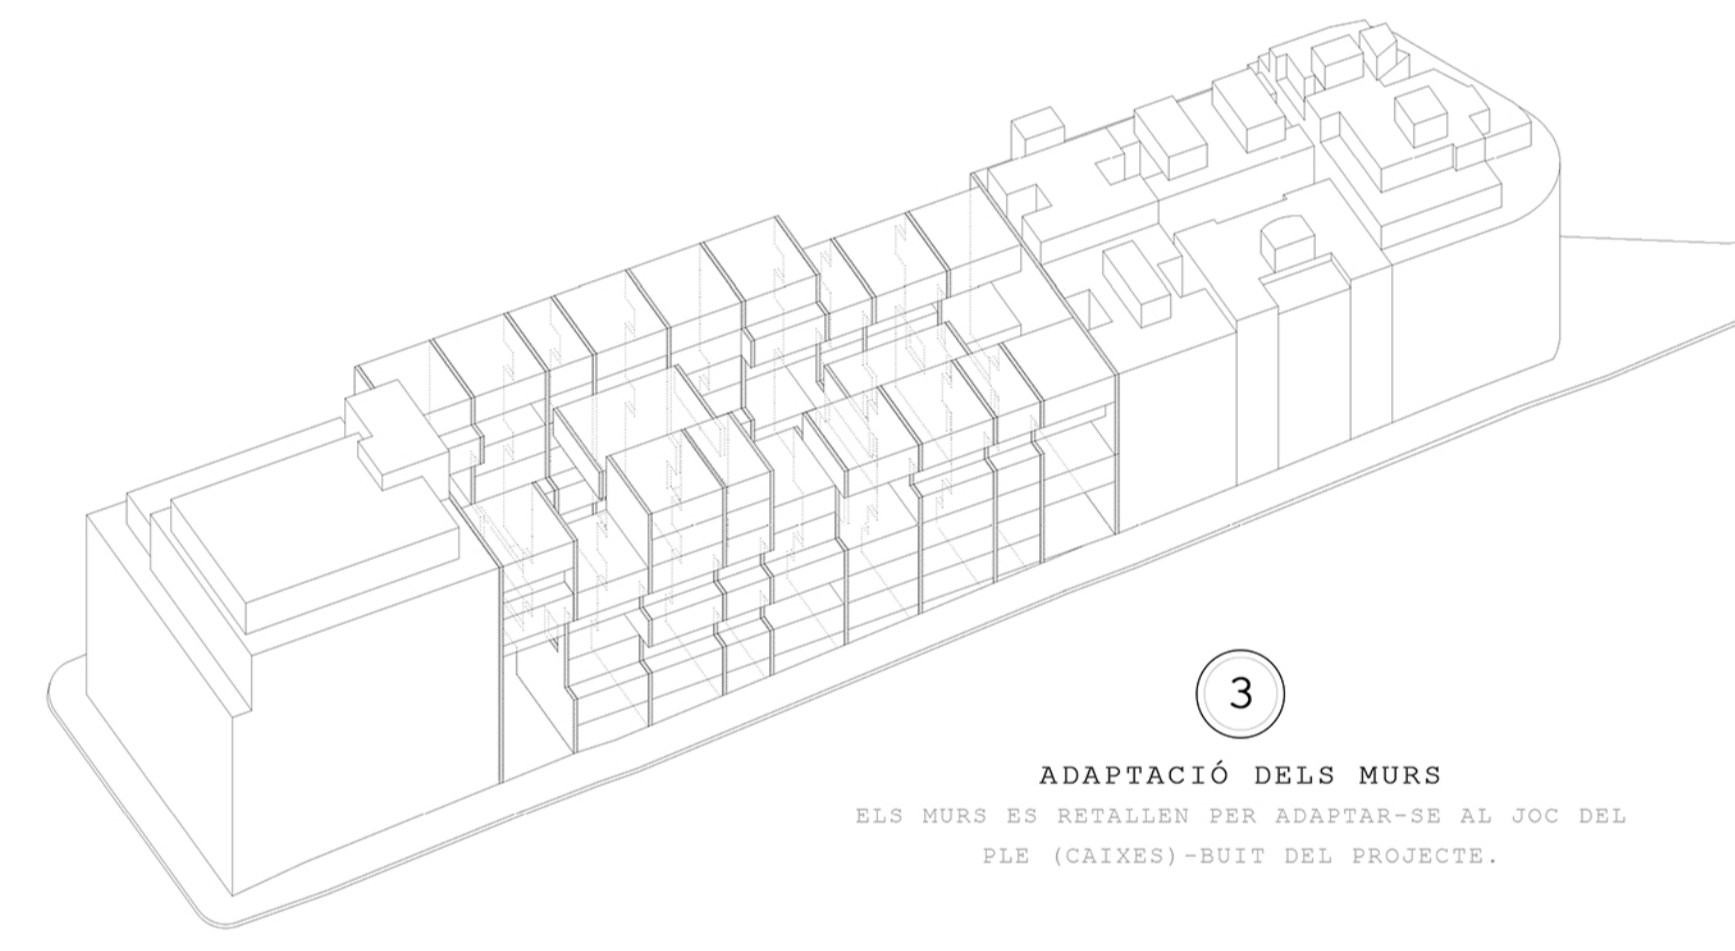 3
ADAPTACIÓ DELS MURS
ELS MURS ES RETALLEN PER ADAPTAR-SE AL JOC DEL
PLE (CAIXES)-BUIT DEL PROJECTE.